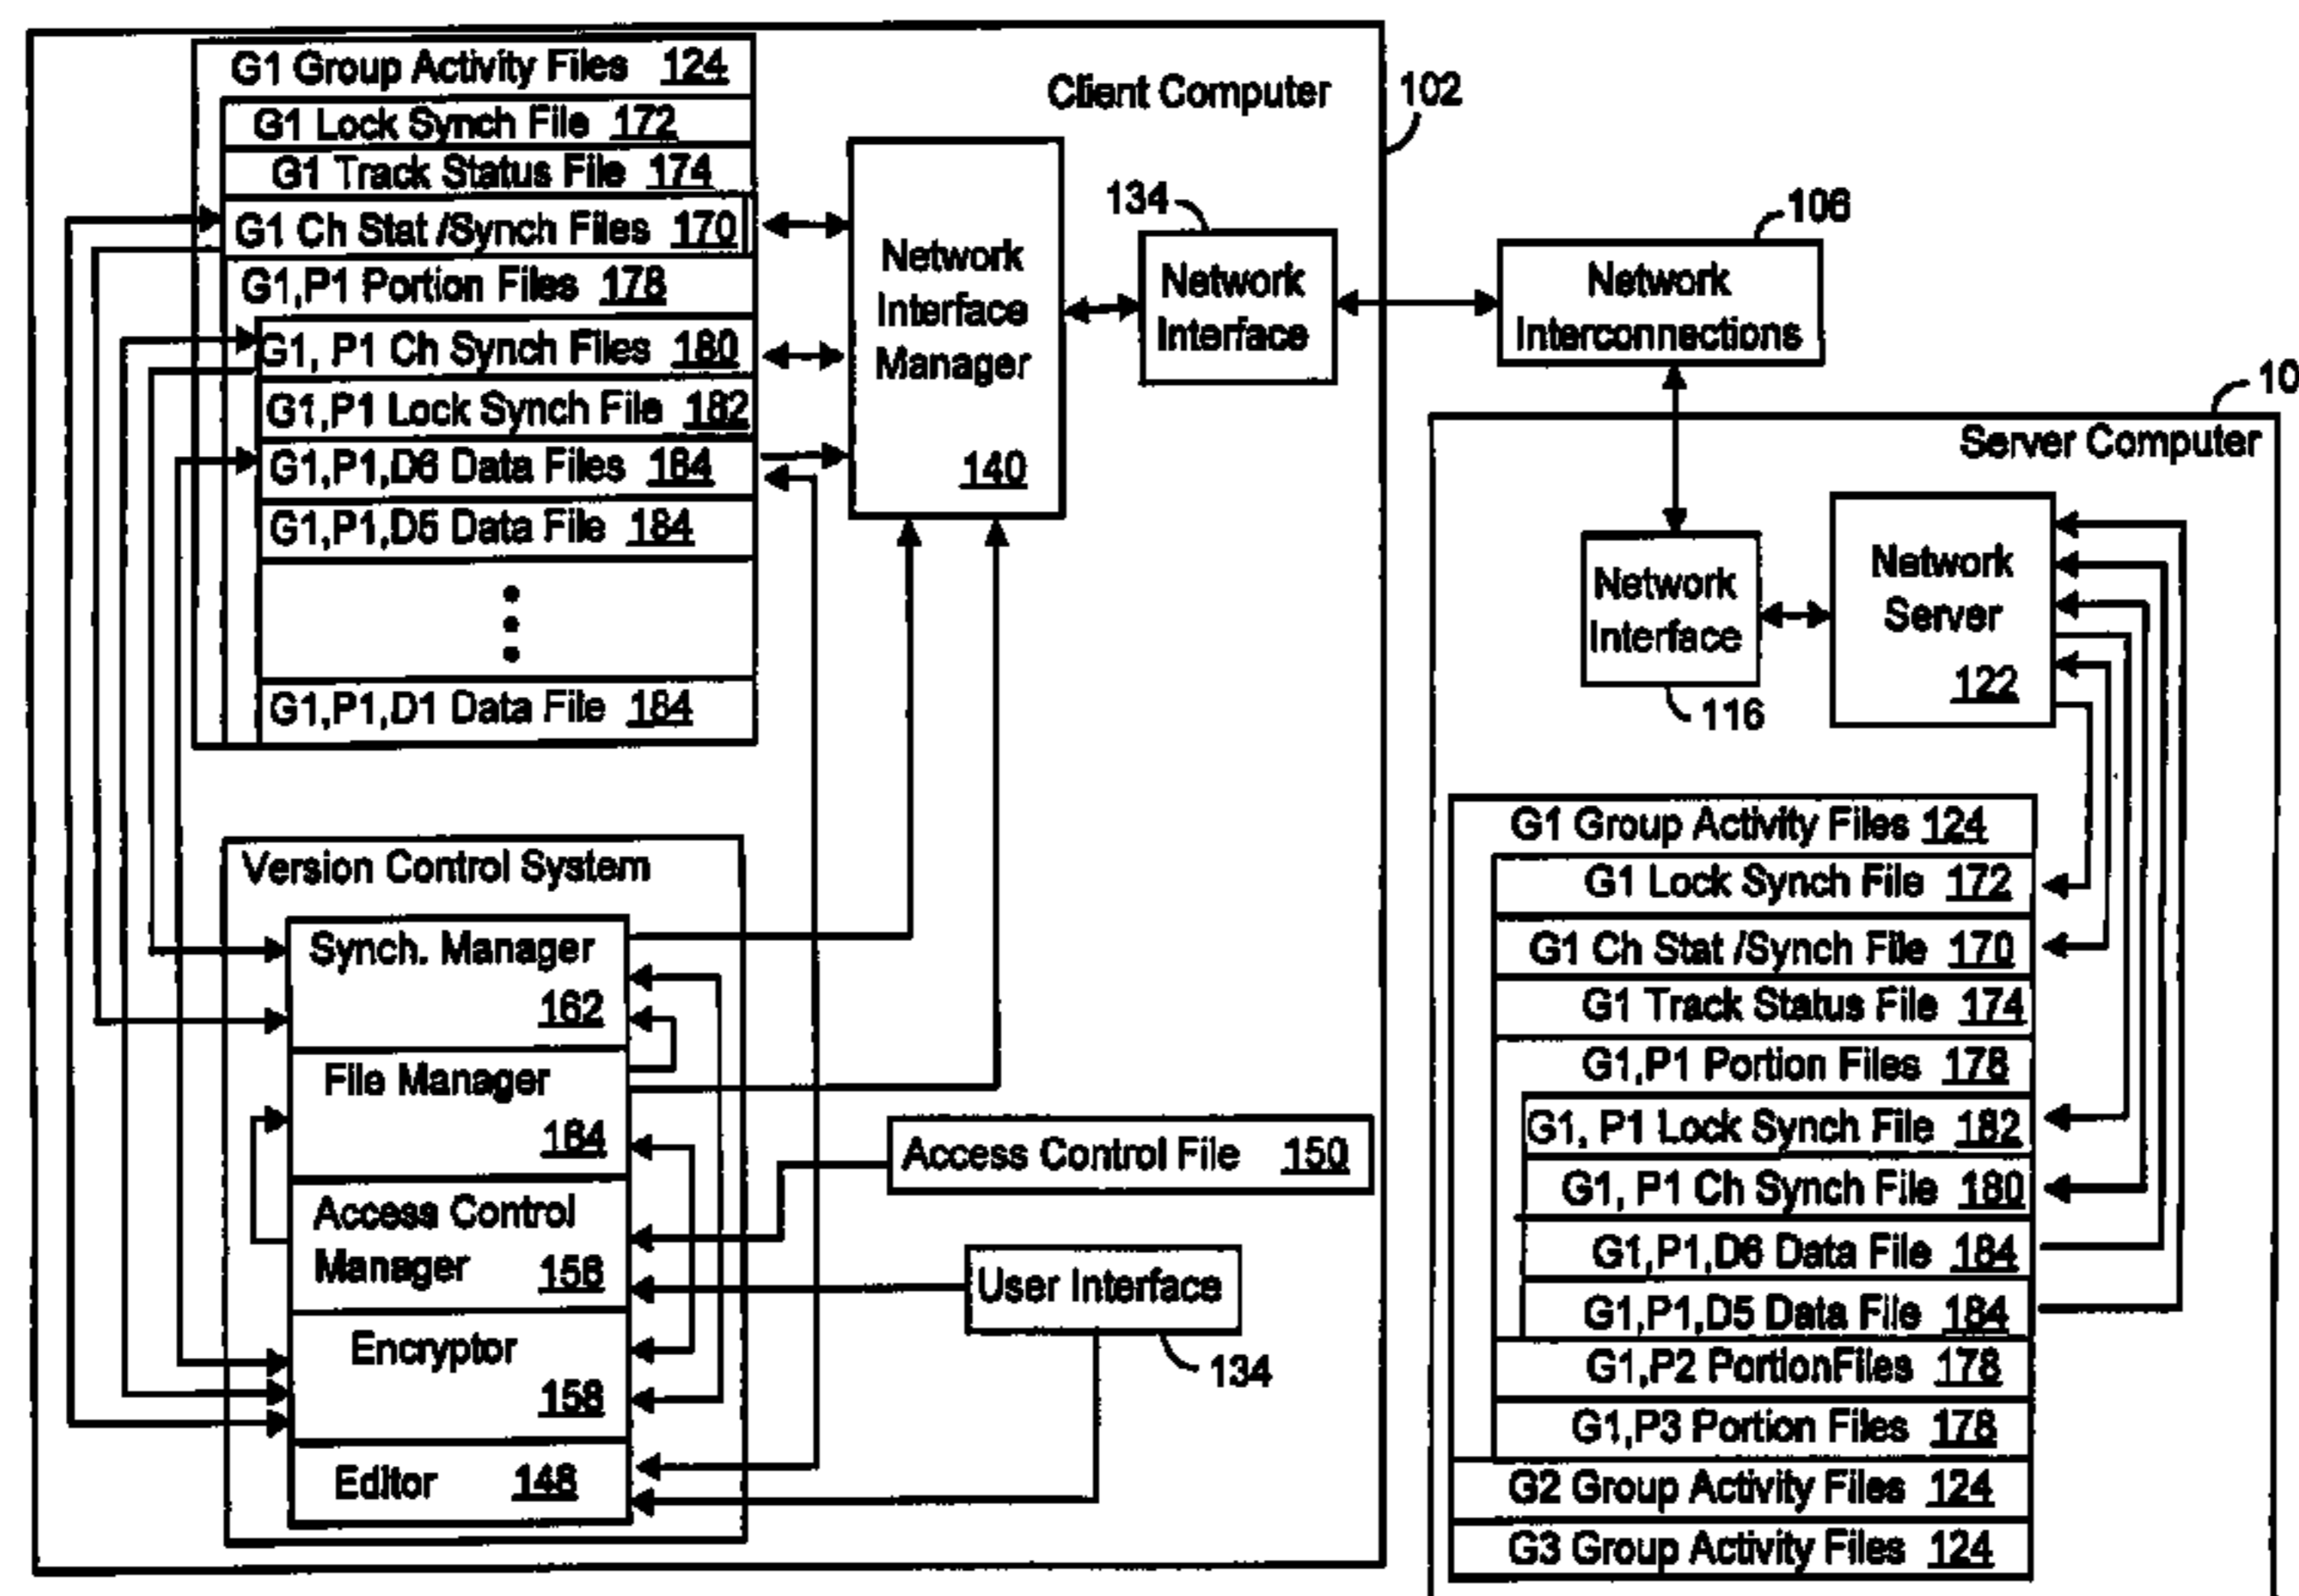 G1 Group Activity Files 124
G1 Lock Synch File 172
G1 Track Status File 174
G1 Ch Stat /Synch Files 170
G1,P1 Portion Files 178
G1, P1 Ch Synch Files 180
G1,P1 Lock Synch File 182
G1,P1,D6 Data Files 184
G1,P1,D5 Data File 184
G1,P1,D1 Data File 184
Client Computer
102
Network
Interface
Manager
140
134
Network
Interface
106
Network
Interconnections
10
Server Computer
Network
Interface
116
Network
Server
122
Version Control System
Synch. Manager
162
File Manager
164
Access Control
Manager 156
Encryptor
158
Editor 148
Access Control File 150
User Interface
134
G1 Group Activity Files 124
G1 Lock Synch File 172
G1 Ch Stat /Synch File 170
G1 Track Status File 174
G1,P1 Portion Files 178
G1, P1 Lock Synch File 182
G1, P1 Ch Synch File 180
G1,P1,D6 Data File 184
G1,P1,D5 Data File 184
G1,P2 PortionFiles 178
G1,P3 Portion Files 178
G2 Group Activity Files 124
G3 Group Activity Files 124